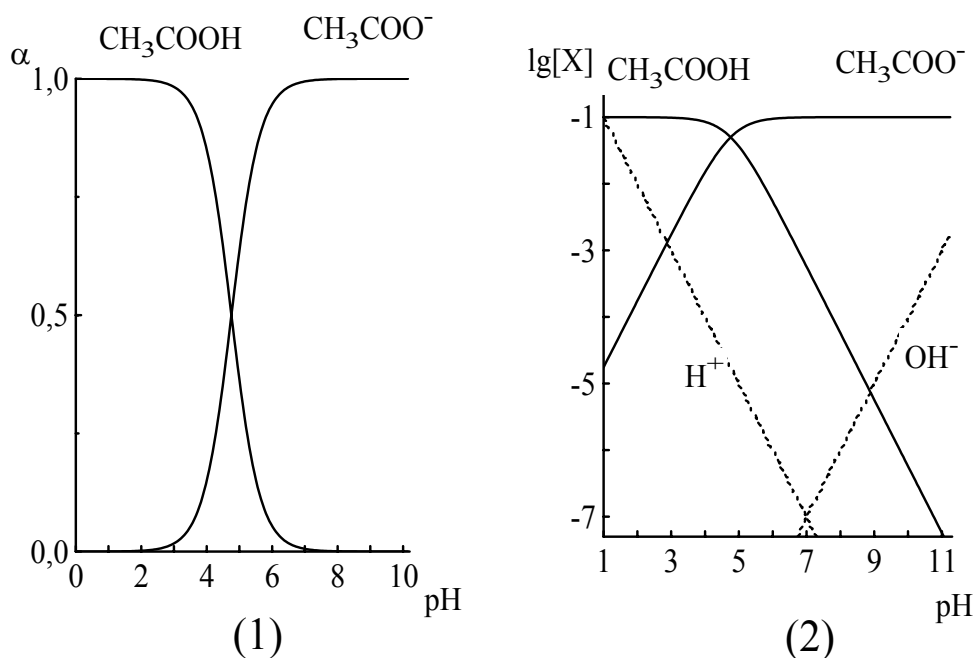 CH₃COOH CH₃COO⁻
α
1,0
0,5
0,0
0 2 4 6 8 10
pH
(1)
lg[X] CH₃COOH CH₃COO⁻
-1
-3
-5
-7
H⁺
OH⁻
1 3 5 7 9 11
pH
(2)